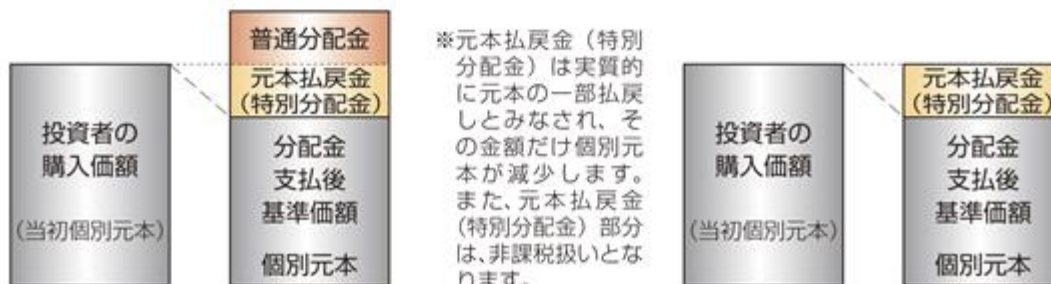 投資者の
購入価額
(当初個別元本)
普通分配金
元本払戻金
(特別分配金)
分配金
支払後
基準価額
個別元本
※元本払戻金（特別
分配金）は実質的
に元本の一部払戻
しとみなされ、そ
の金額だけ個別元
本が減少します。
また、元本払戻金
(特別分配金）部分
は、非課税扱いとな
ります。
投資者の
購入価額
(当初個別元本)
元本払戻金
(特別分配金)
分配金
支払後
基準価額
個別元本